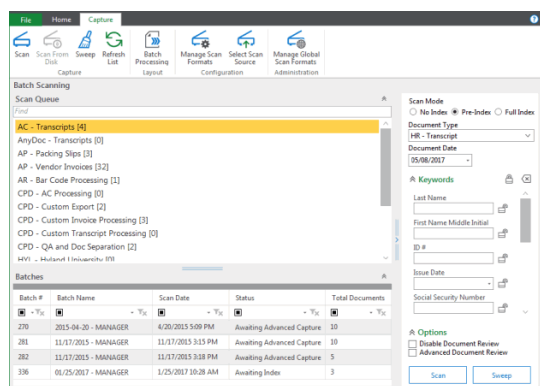 File Home Capture
Scan Scan From Disk Sweep Refresh List Batch Processing Manage Scan Formats Select Scan Source Manage Global Scan Formats
Capture Layout Configuration Administration
Batch Scanning
Scan Queue
Find
AC - Transcripts [4]
AnyDoc - Transcripts [0]
AP - Packing Slips [3]
AP - Vendor Invoices [32]
AR - Bar Code Processing [1]
CPD - AC Processing [0]
CPD - Custom Export [2]
CPD - Custom Invoice Processing [3]
CPD - Custom Transcript Processing [0]
CPD - QA and Doc Separation [2]
HYL - Hyland University [0]
Batches
Batch # Batch Name Scan Date Status Total Documents
270 2015-04-20 - MANAGER 4/20/2015 5:09 PM Awaiting Advanced Capture 10
281 11/17/2015 - MANAGER 11/17/2015 3:15 PM Awaiting Advanced Capture 10
282 11/17/2015 - MANAGER 11/17/2015 3:18 PM Awaiting Advanced Capture 5
336 01/25/2017 - MANAGER 1/25/2017 10:28 AM Awaiting Index 3
Scan Mode
No Index Pre-Index Full Index
Document Type
HR - Transcript
Document Date
05/08/2017
Keywords
Last Name
First Name Middle Initial
ID #
Issue Date
Social Security Number
Options
Disable Document Review
Advanced Document Review
Scan Sweep